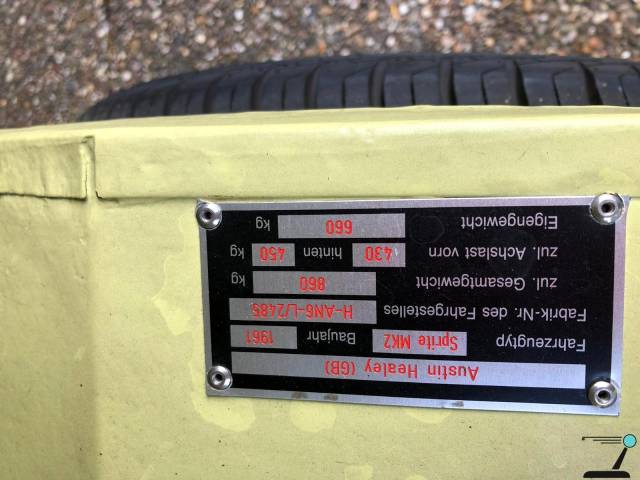 Austin Healey (GB)
Fahrzeugtyp Sprite MK2 Baujahr 1961
Fabrik-Nr. des Fahrgestelles H-AN6-L/2485
zul. Gesamtgewicht 860 kg
zul. Achslast vorn 430 hinten 450 kg
Eigengewicht 660 kg